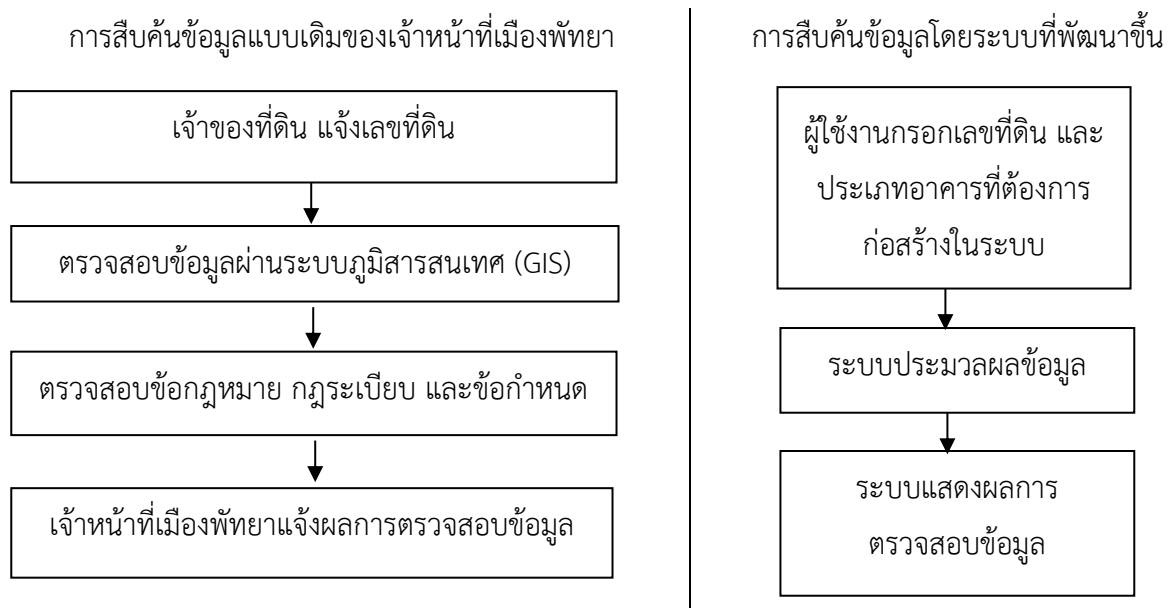 การสืบค้นข้อมูลแบบเดิมของเจ้าหน้าที่เมืองพัทยา
เจ้าของที่ดิน แจ้งเลขที่ดิน
ตรวจสอบข้อมูลผ่านระบบภูมิสารสนเทศ (GIS)
ตรวจสอบข้อกฎหมาย กฎระเบียบ และข้อกำหนด
เจ้าหน้าที่เมืองพัทยาแจ้งผลการตรวจสอบข้อมูล
การสืบค้นข้อมูลโดยระบบที่พัฒนาขึ้น
ผู้ใช้งานกรอกเลขที่ดิน และ
ประเภทอาคารที่ต้องการ
ก่อสร้างในระบบ
ระบบประมวลผลข้อมูล
ระบบแสดงผลการ
ตรวจสอบข้อมูล